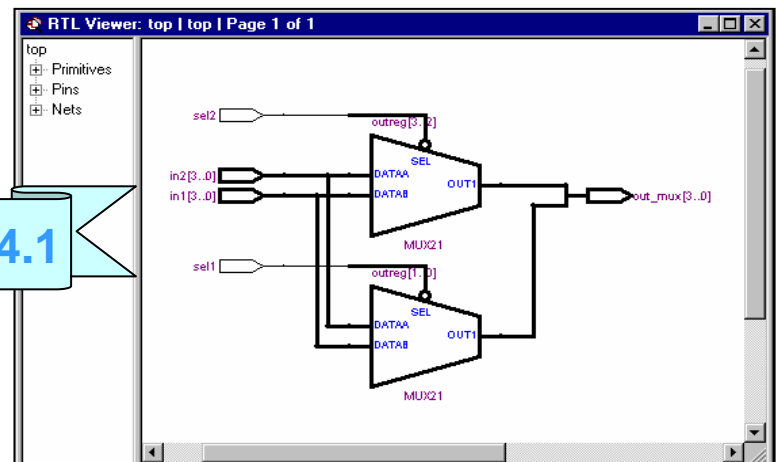 RTL Viewer: top | top | Page 1 of 1
top
Primitives
Pins
Nets
4.1
sel2
outreg[3..2]
SEL
in2[3..0]
DATAA
OUT1
in1[3..0]
DATAB
out_mux[3..0]
MUX21
sel1
outreg[1..0]
SEL
DATAA
OUT1
DATAB
MUX21